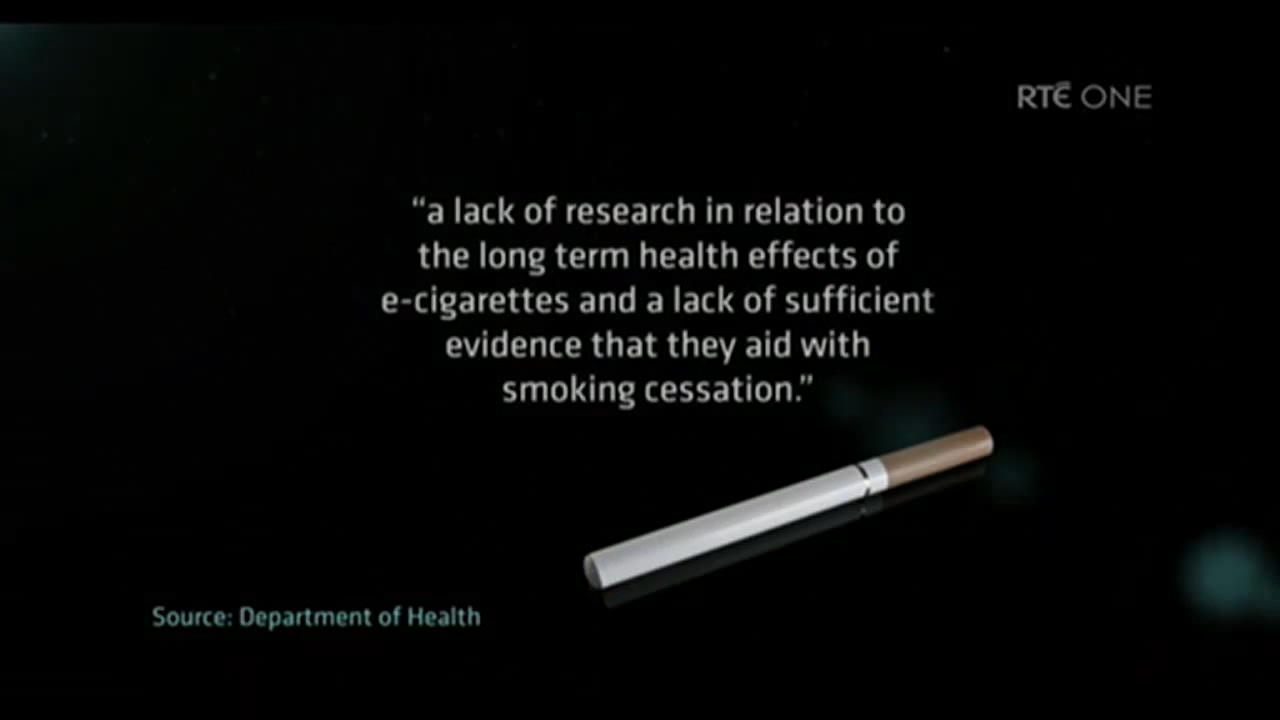 RTÉ ONE
“a lack of research in relation to
the long term health effects of
e-cigarettes and a lack of sufficient
evidence that they aid with
smoking cessation.”
Source: Department of Health